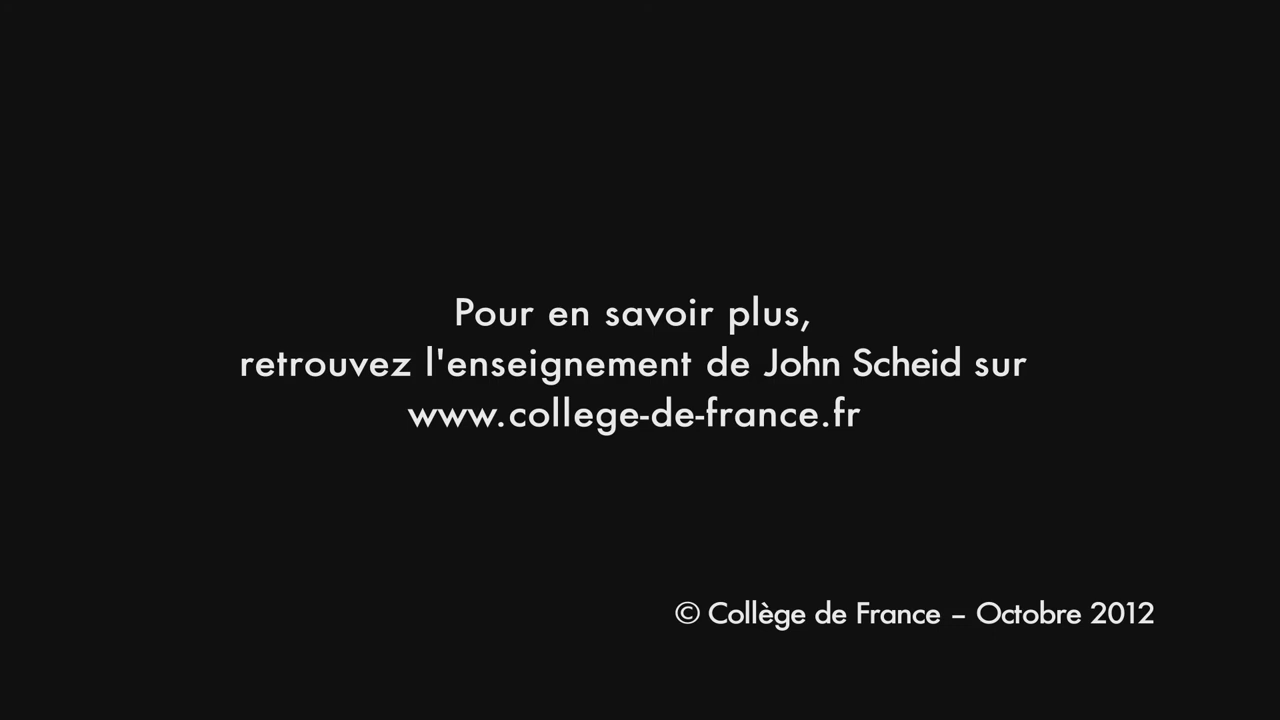 Pour en savoir plus,
retrouvez l'enseignement de John Scheid sur
www.college-de-france.fr
© Collège de France – Octobre 2012